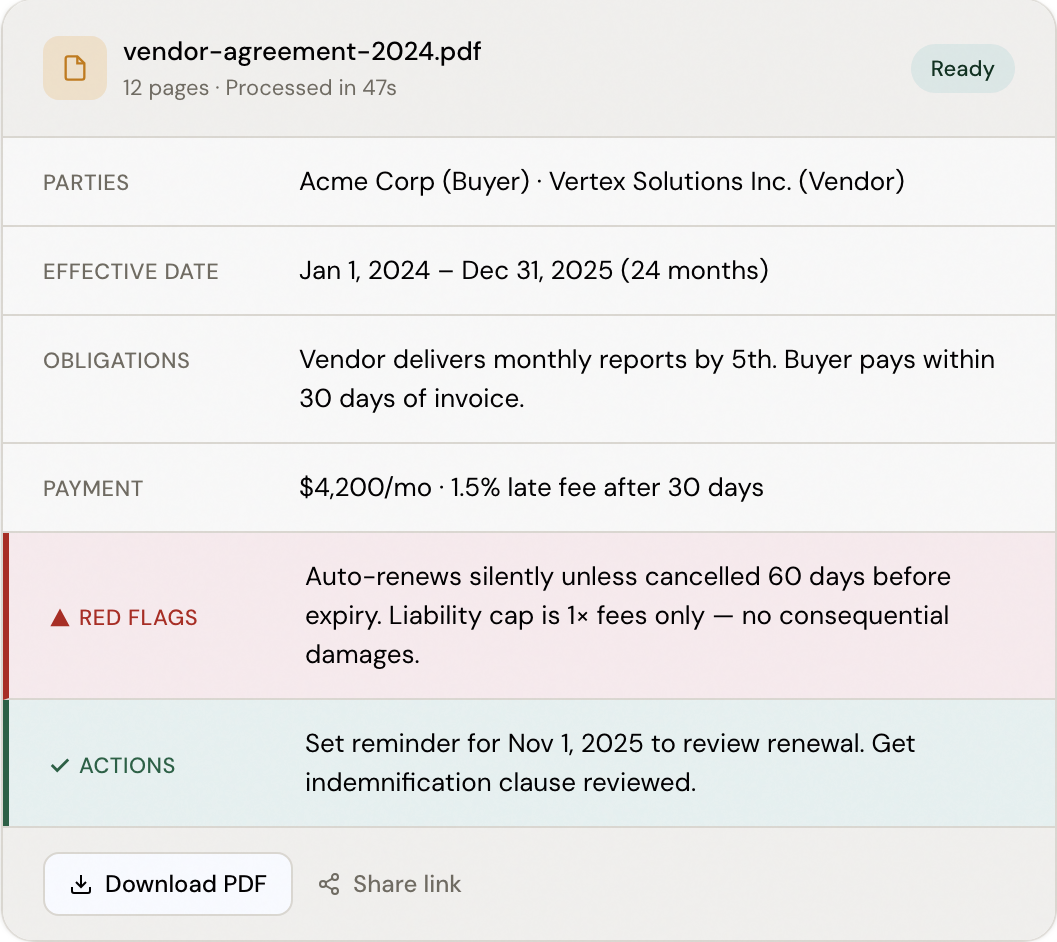 vendor-agreement-2024.pdf
12 pages · Processed in 47s
Ready
PARTIES
Acme Corp (Buyer) · Vertex Solutions Inc. (Vendor)
EFFECTIVE DATE
Jan 1, 2024 – Dec 31, 2025 (24 months)
OBLIGATIONS
Vendor delivers monthly reports by 5th. Buyer pays within
30 days of invoice.
PAYMENT
$4,200/mo · 1.5% late fee after 30 days
RED FLAGS
Auto-renews silently unless cancelled 60 days before
expiry. Liability cap is 1× fees only — no consequential
damages.
ACTIONS
Set reminder for Nov 1, 2025 to review renewal. Get
indemnification clause reviewed.
Download PDF
Share link